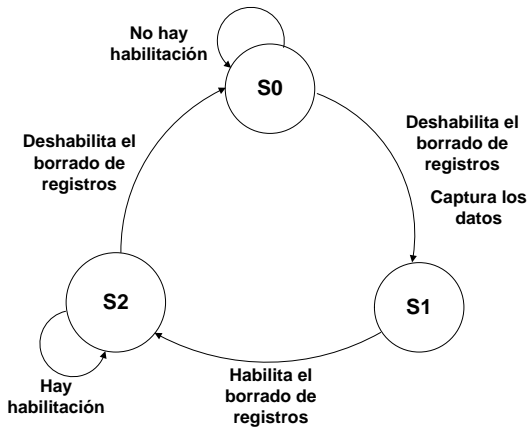 No hay
habilitación
S0
Deshabilita el
borrado de
registros
Deshabilita el
borrado de
registros
Captura los
datos
S2
S1
Hay
habilitación
Habilita el
borrado de
registros